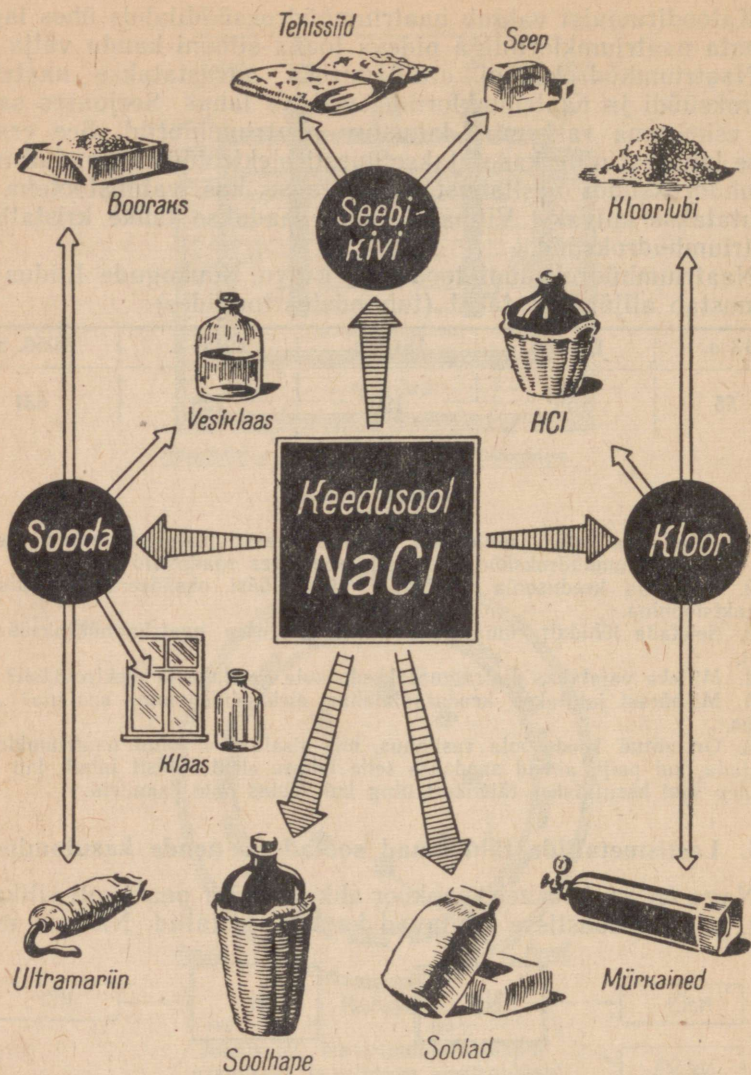 Tehissiid
Seep
Booraks
Seebi-
kivi
Kloorlubi
Vesiklaas
HCl
Keedusool
NaCl
Sooda
Kloor
Klaas
Ultramariin
Soolhape
Soolad
Mürkained